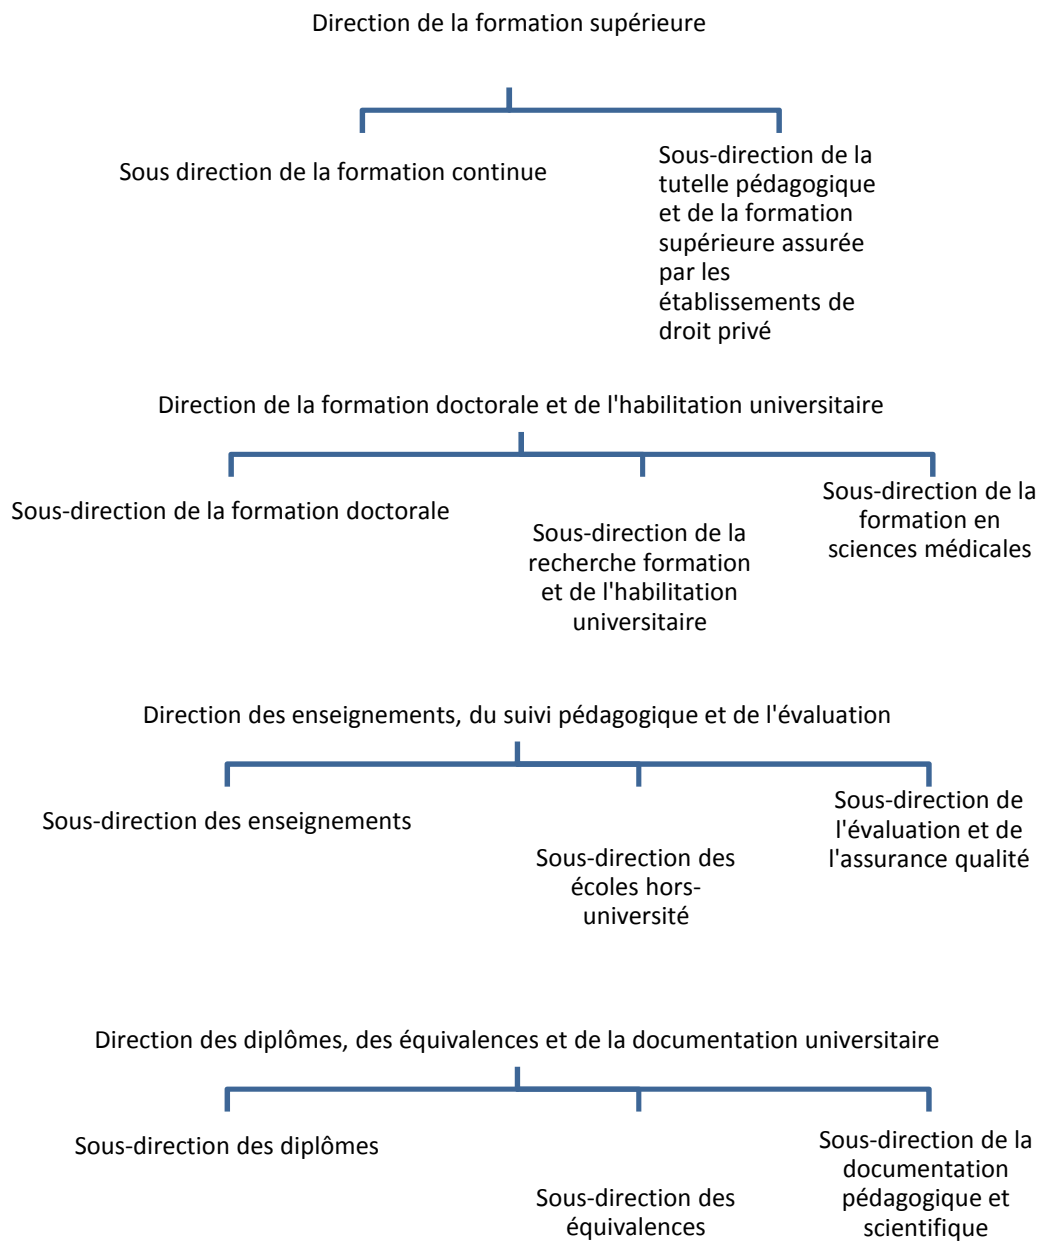 Direction de la formation supérieure
Sous direction de la formation continue
Sous-direction de la
tutelle pédagogique
et de la formation
supérieure assurée
par les
établissements de
droit privé
Direction de la formation doctorale et de l'habilitation universitaire
Sous-direction de la formation doctorale
Sous-direction de la
recherche formation
et de l'habilitation
universitaire
Sous-direction de la
formation en
sciences médicales
Direction des enseignements, du suivi pédagogique et de l'évaluation
Sous-direction des enseignements
Sous-direction des
écoles hors-
université
Sous-direction de
l'évaluation et de
l'assurance qualité
Direction des diplômes, des équivalences et de la documentation universitaire
Sous-direction des diplômes
Sous-direction des
équivalences
Sous-direction de la
documentation
pédagogique et
scientifique